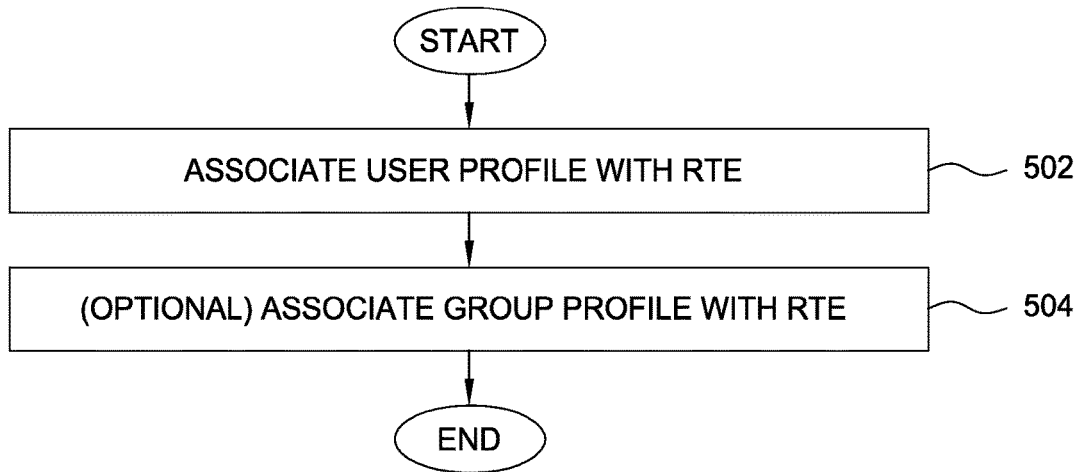 START
ASSOCIATE USER PROFILE WITH RTE
502
(OPTIONAL) ASSOCIATE GROUP PROFILE WITH RTE
504
END